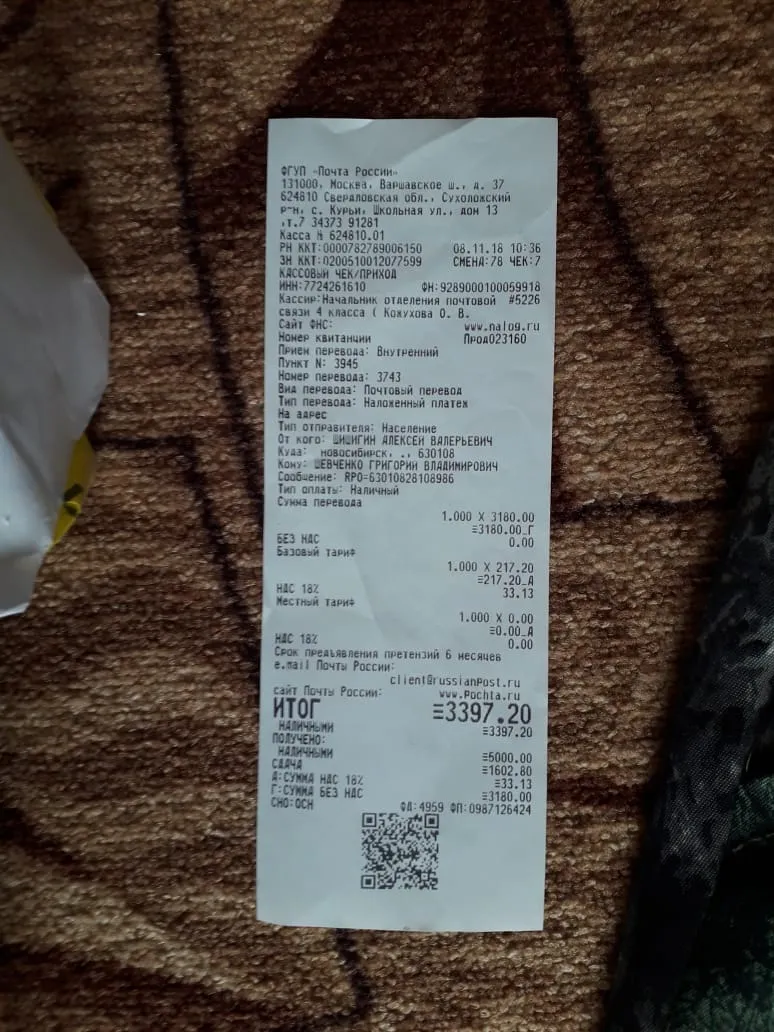 ФГУП «Почта России»
131000, Москва, Варшавское ш., д. 37
624810 Свердловская обл., Сухоложский
р-н, с. Курьи, Школьная ул., дом 13
,т.7 34373 91281
Касса N 624810.01
РН ККТ:0000782789006150 08.11.18 10:36
ЗН ККТ:0200510012077599 СМЕНА:78 ЧЕК:7
КАССОВЫЙ ЧЕК/ПРИХОД
ИНН:7724261610 ФН:9289000100059918
Кассир:Начальник отделения почтовой #5226
связи 4 класса ( Кожухова О. В.
Сайт ФНС: www.nalog.ru
Номер квитанции Прод023160
Прием перевода: Внутренний
Пункт N: 3945
Номер перевода: 3743
Вид перевода: Почтовый перевод
Тип перевода: Наложенный платеж
На адрес
Тип отправителя: Население
От кого: ШИШИГИН АЛЕКСЕЙ ВАЛЕРЬЕВИЧ
Куда: новосибирск, ., 630108
Кому: ШЕВЧЕНКО ГРИГОРИЙ ВЛАДИМИРОВИЧ
Сообщение: RPO=63010828108986
Тип оплаты: Наличный
Сумма перевода
1.000 X 3180.00
≡3180.00_Г
БЕЗ НДС 0.00
Базовый тариф
1.000 X 217.20
≡217.20_А
НДС 18% 33.13
Местный тариф
1.000 X 0.00
≡0.00_А
НДС 18% 0.00
Срок предъявления претензий 6 месяцев
e.mail Почты России:
client@russianPost.ru
сайт Почты России: www.Pochta.ru
ИТОГ ≡3397.20
НАЛИЧНЫМИ ≡3397.20
ПОЛУЧЕНО:
НАЛИЧНЫМИ ≡5000.00
СДАЧА ≡1602.80
А:СУММА НДС 18% ≡33.13
Г:СУММА БЕЗ НДС ≡3180.00
СНО:ОСН ФД:4959 ФП:0987126424